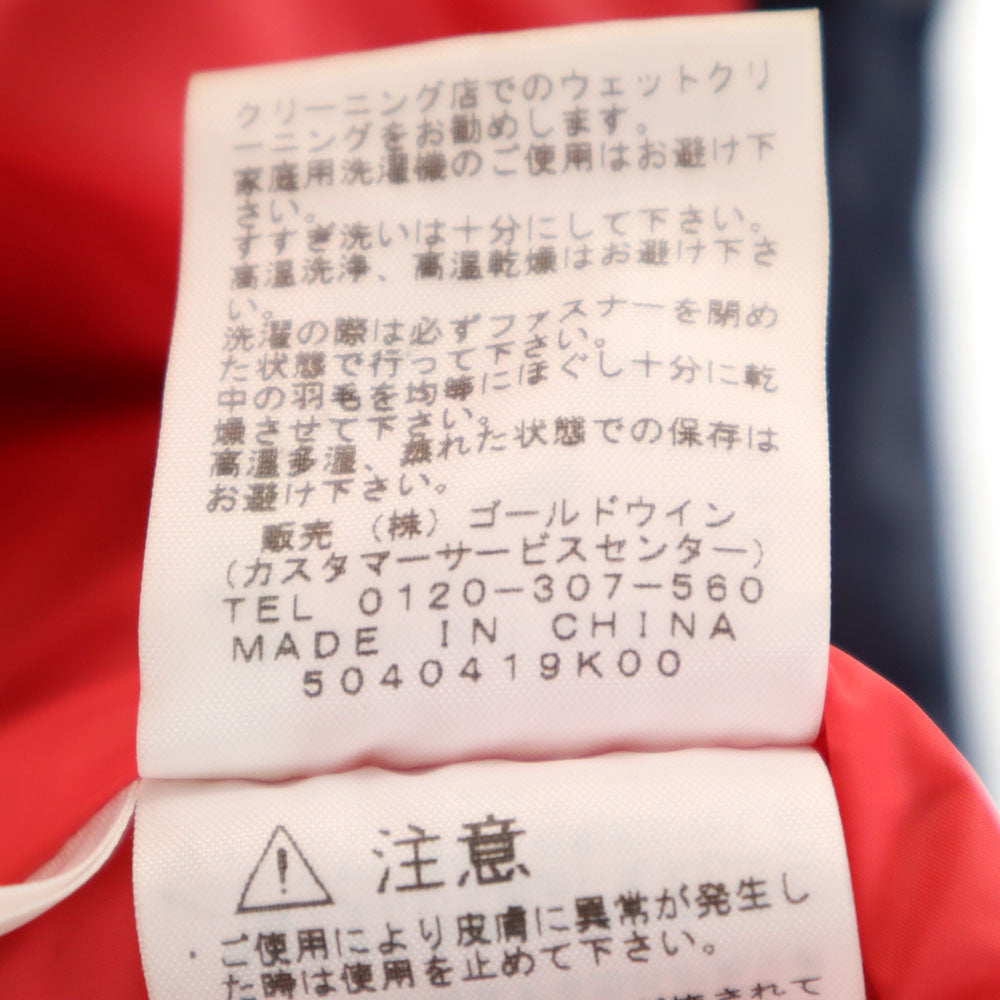 クリーニング店でのウェットクリ
ーニングをお勧めします。
家庭用洗濯機のご使用はお避け下
さい。
すすぎ洗いは十分にして下さい。
高温洗浄、高温乾燥はお避け下さ
い。
洗濯の際は必ずファスナーを閉め
た状態で行って下さい。
中の羽毛を均等にほぐし十分に乾
燥させて下さい。
高温多湿、蒸れた状態での保存は
お避け下さい。
販売 (株) ゴールドウイン
(カスタマーサービスセンター)
TEL 0120-307-560
MADE IN CHINA
5040419K00
注意
ご使用により皮膚に異常が発生し
た時は使用を止めて下さい。